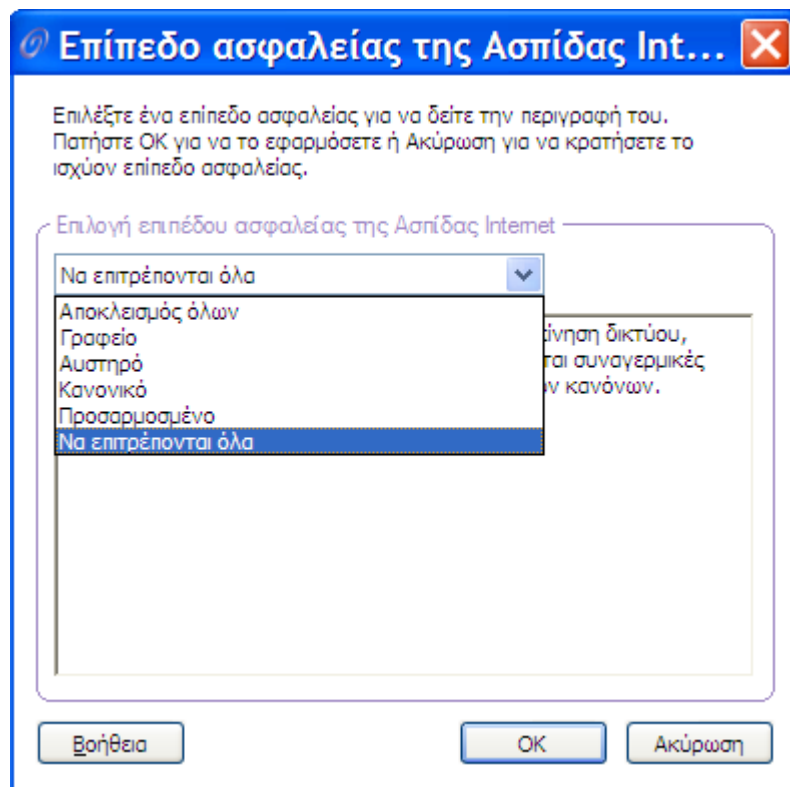 Επίπεδο ασφαλείας της Ασπίδας Int...
Επιλέξτε ένα επίπεδο ασφαλείας για να δείτε την περιγραφή του.
Πατήστε ΟΚ για να το εφαρμόσετε ή Ακύρωση για να κρατήσετε το
ισχύον επίπεδο ασφαλείας.
Επιλογή επιπέδου ασφαλείας της Ασπίδας Internet
Να επιτρέπονται όλα
Αποκλεισμός όλων
Γραφείο
Αυστηρό
Κανονικό
Προσαρμοσμένο
Να επιτρέπονται όλα
δικτύου,
συναγερμικές
κανόνων.
Βοήθεια
ΟΚ
Ακύρωση